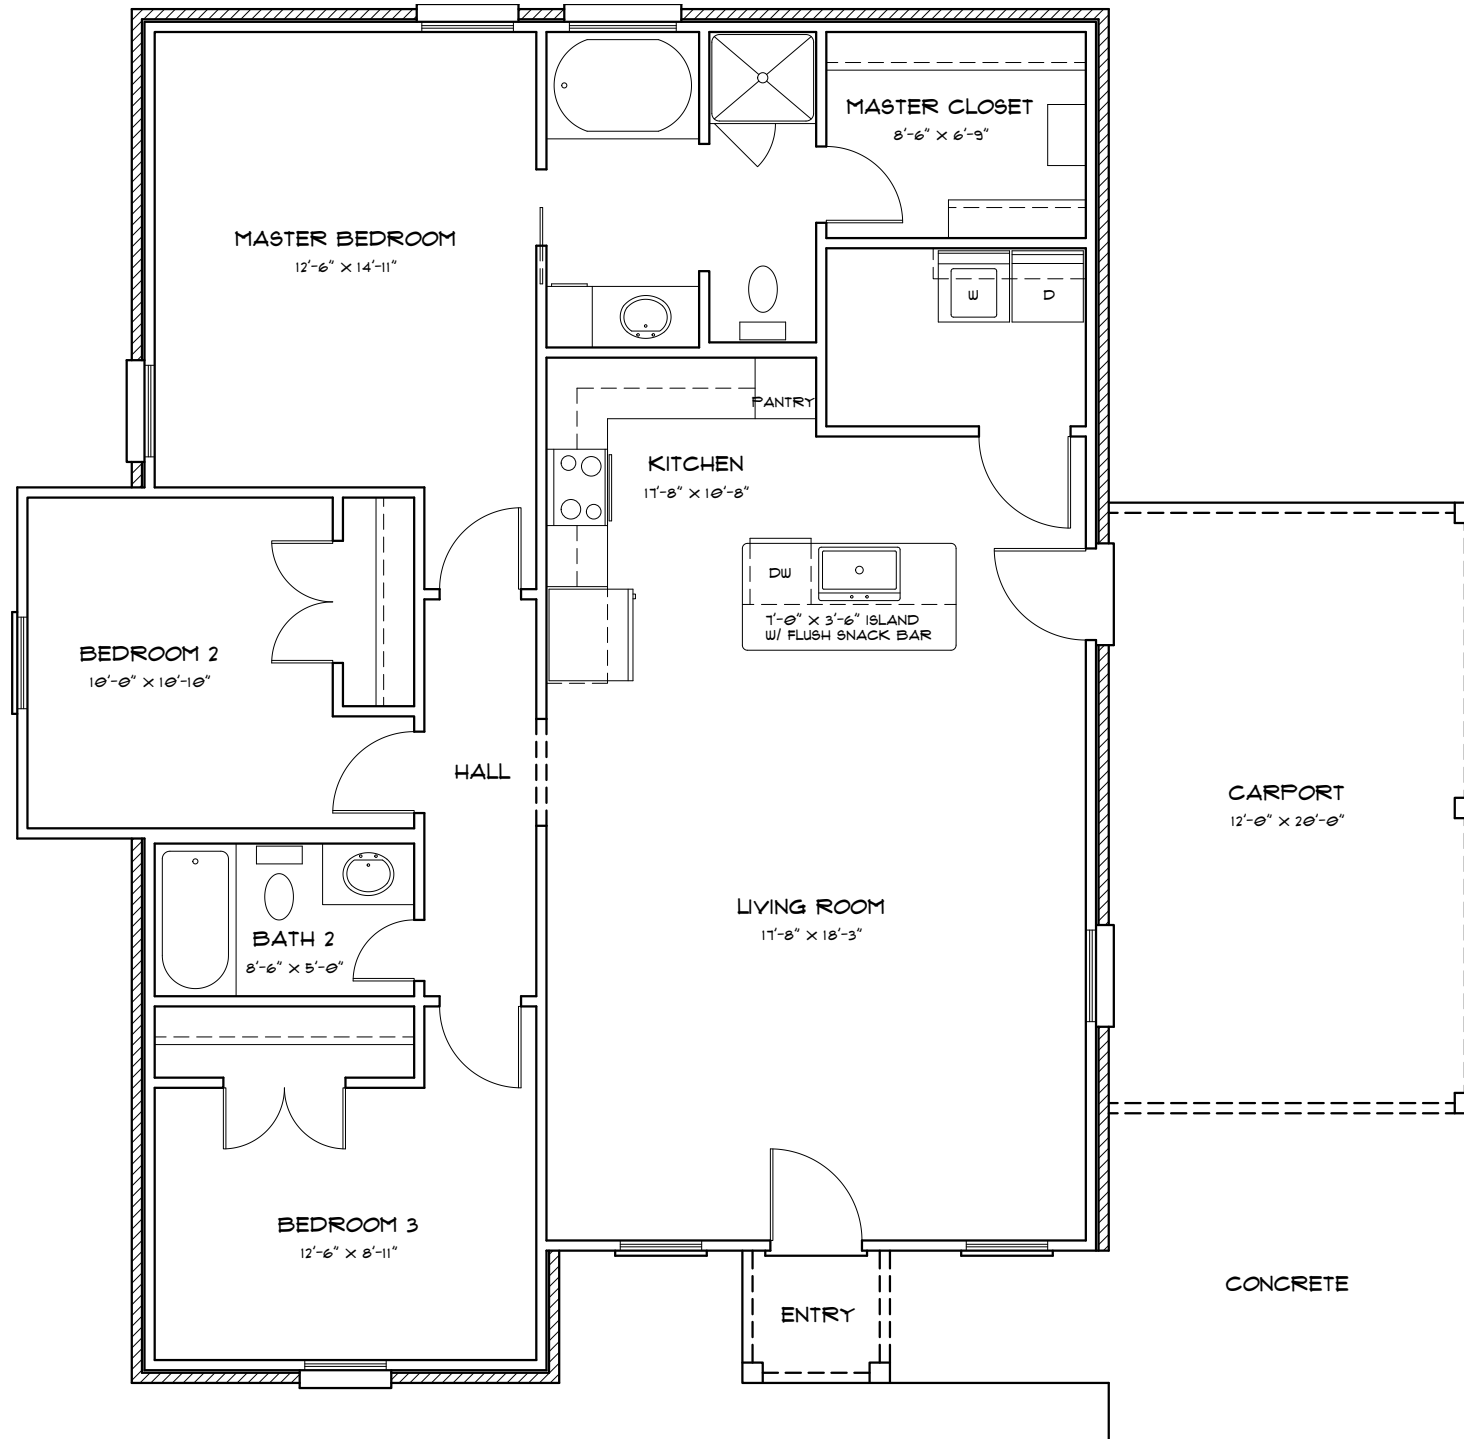 MASTER CLOSET
8'-6" X 6'-9"
MASTER BEDROOM
12'-6" X 14'-11"
W
D
PANTRY
KITCHEN
17'-8" X 10'-8"
DW
7'-0" X 3'-6" ISLAND
W/ FLUSH SNACK BAR
BEDROOM 2
10'-0" X 10'-10"
HALL
CARPORT
12'-0" X 20'-0"
LIVING ROOM
17'-8" X 18'-3"
BATH 2
8'-6" X 5'-0"
BEDROOM 3
12'-6" X 8'-11"
CONCRETE
ENTRY